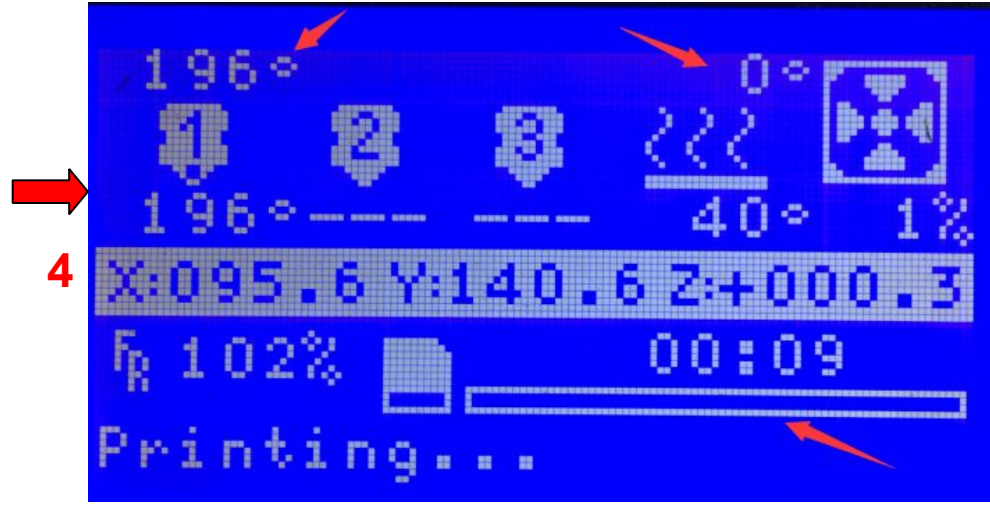 196° 0°
1 2 3
196°--- --- 40° 1%
4
X:095.6 Y:140.6 Z:+000.3
FR 102% 00:09
Printing...